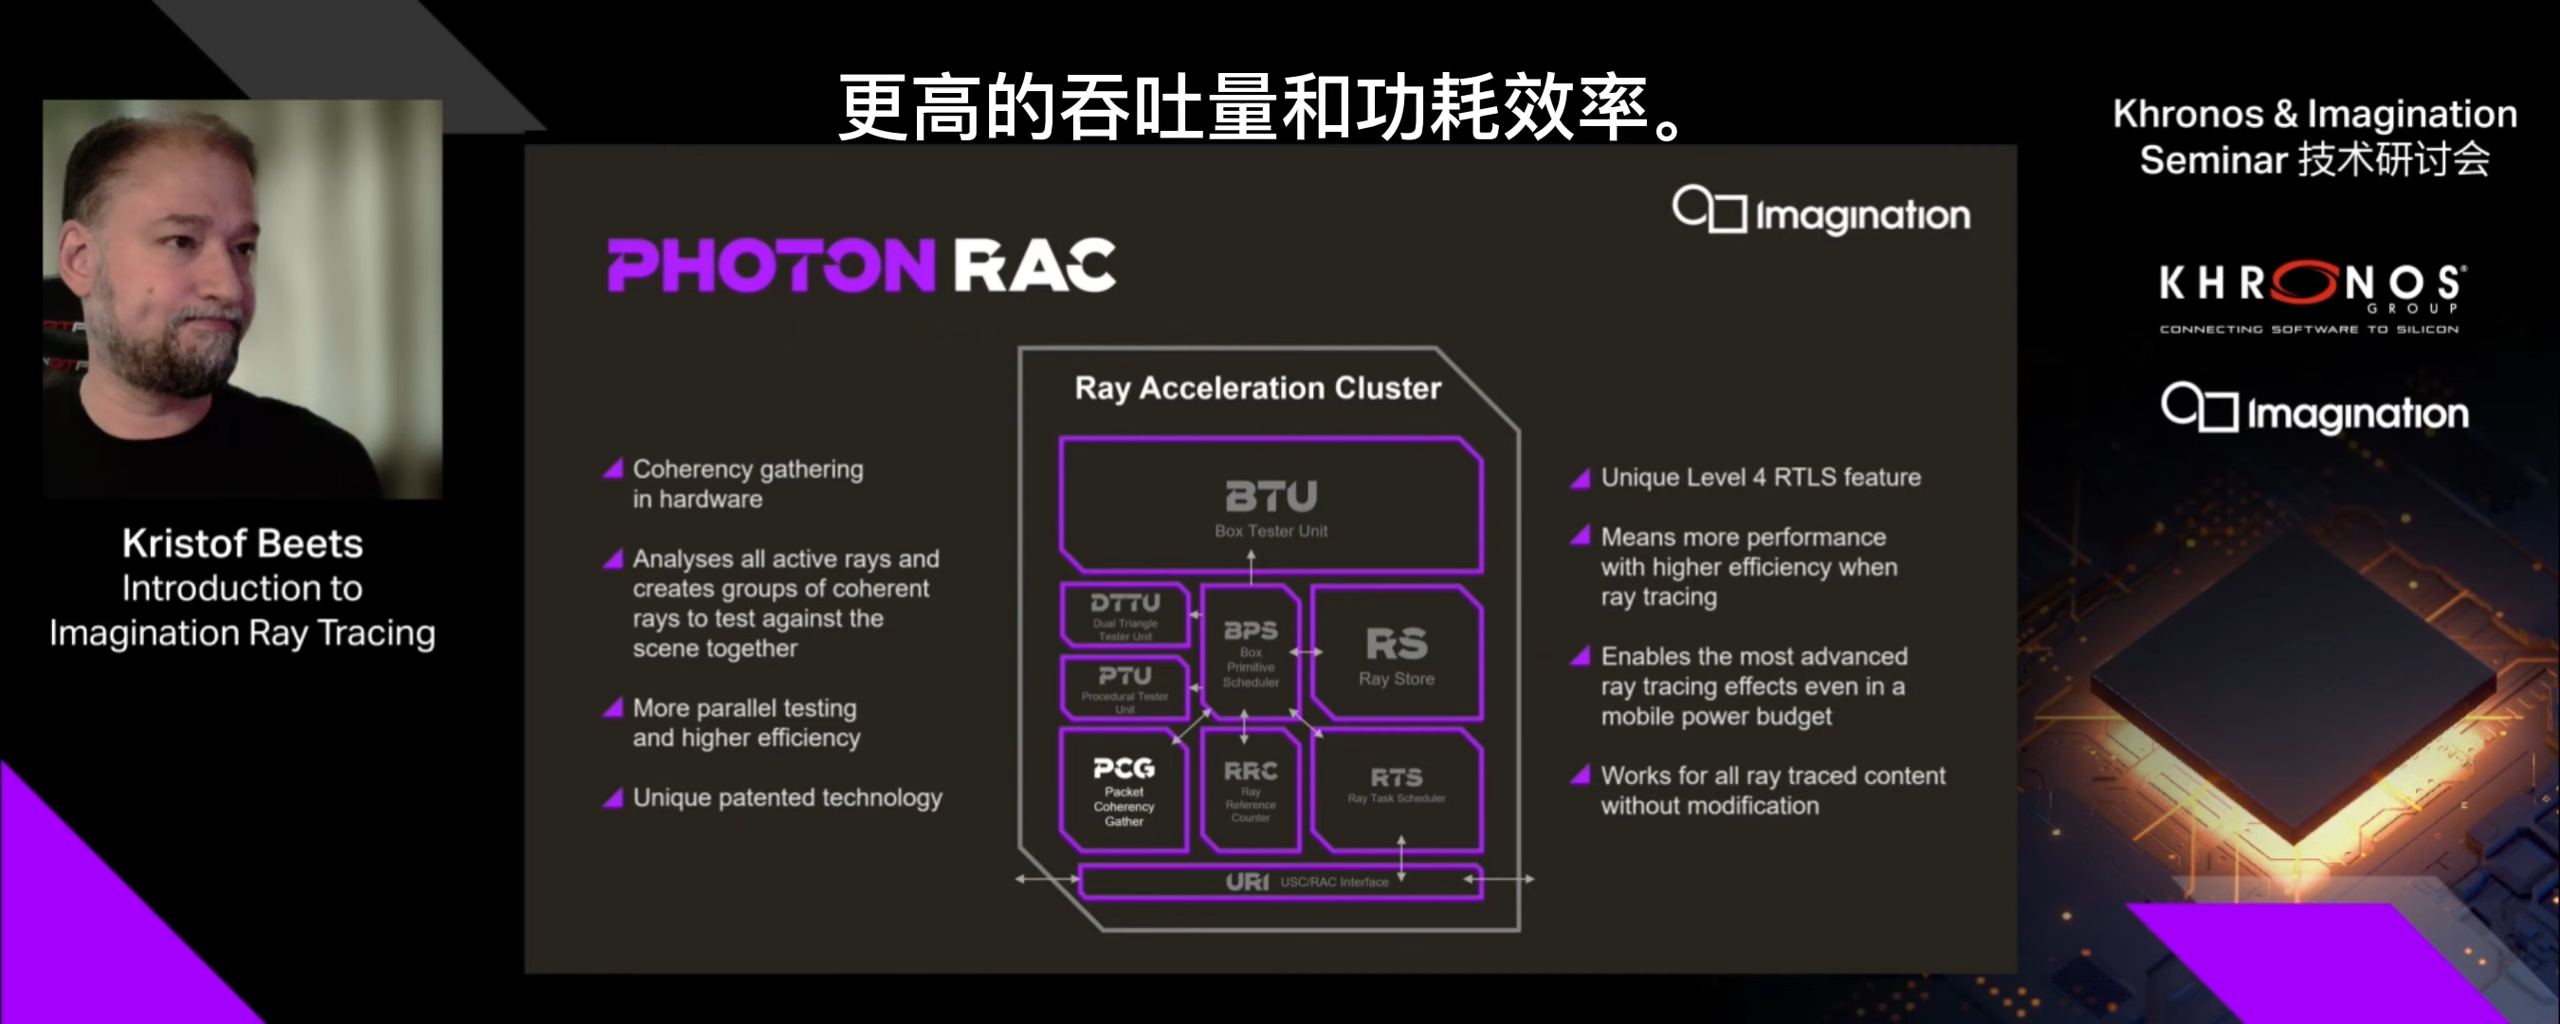 更高的吞吐量和功耗效率。
Kristof Beets
Introduction to
Imagination Ray Tracing
Imagination
PHOTON RAC
Coherency gathering
in hardware
Analyses all active rays and
creates groups of coherent
rays to test against the
scene together
More parallel testing
and higher efficiency
Unique patented technology
Ray Acceleration Cluster
BTU
Box Tester Unit
DTTU
Dual Triangle
Tester Unit
PTU
Procedural Tester
Unit
BPS
Box
Primitive
Scheduler
RS
Ray Store
PCG
Packet
Coherency
Gather
RRC
Ray
Reference
Counter
RTS
Ray Task Scheduler
URI USC/RAC Interface
Unique Level 4 RTLS feature
Means more performance
with higher efficiency when
ray tracing
Enables the most advanced
ray tracing effects even in a
mobile power budget
Works for all ray traced content
without modification
Khronos & Imagination
Seminar 技术研讨会
KHRONOS®
GROUP
CONNECTING SOFTWARE TO SILICON
Imagination